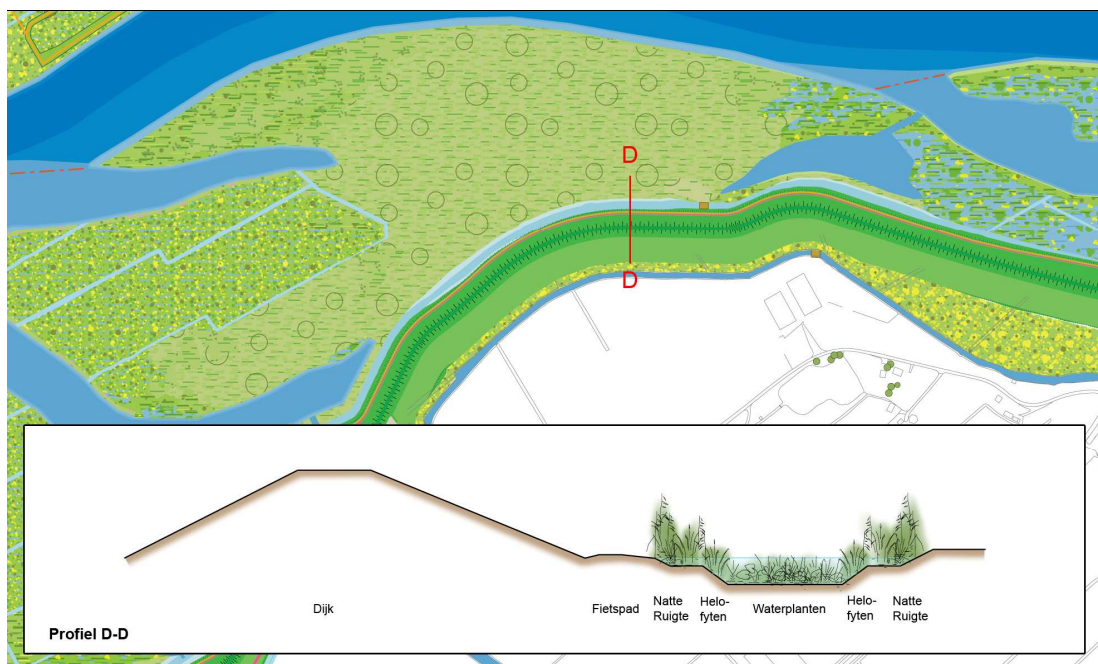 D
D
Dijk
Fietspad
Natte
Ruigte
Helo-
fyten
Waterplanten
Helo-
fyten
Natte
Ruigte
Profiel D-D